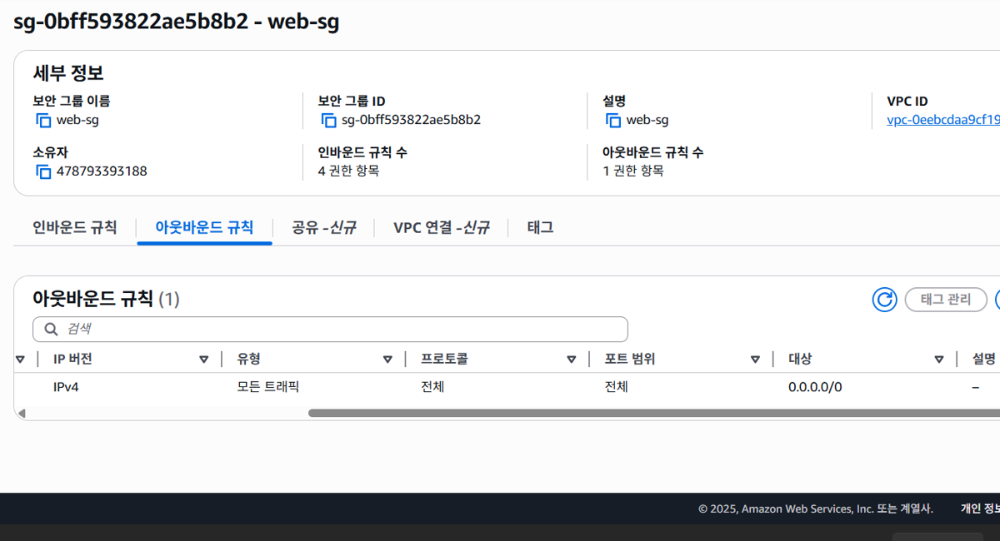 sg-0bff593822ae5b8b2 - web-sg
세부 정보
보안 그룹 이름
web-sg
보안 그룹 ID
sg-0bff593822ae5b8b2
설명
web-sg
VPC ID
vpc-0eebcdaa9cf19
소유자
478793393188
인바운드 규칙 수
4 권한 항목
아웃바운드 규칙 수
1 권한 항목
인바운드 규칙 아웃바운드 규칙 공유 -신규 VPC 연결 -신규 태그
아웃바운드 규칙 (1)
태그 관리
검색
IP 버전 유형 프로토콜 포트 범위 대상 설명
IPv4 모든 트래픽 전체 전체 0.0.0.0/0 –
© 2025, Amazon Web Services, Inc. 또는 계열사. 개인 정보